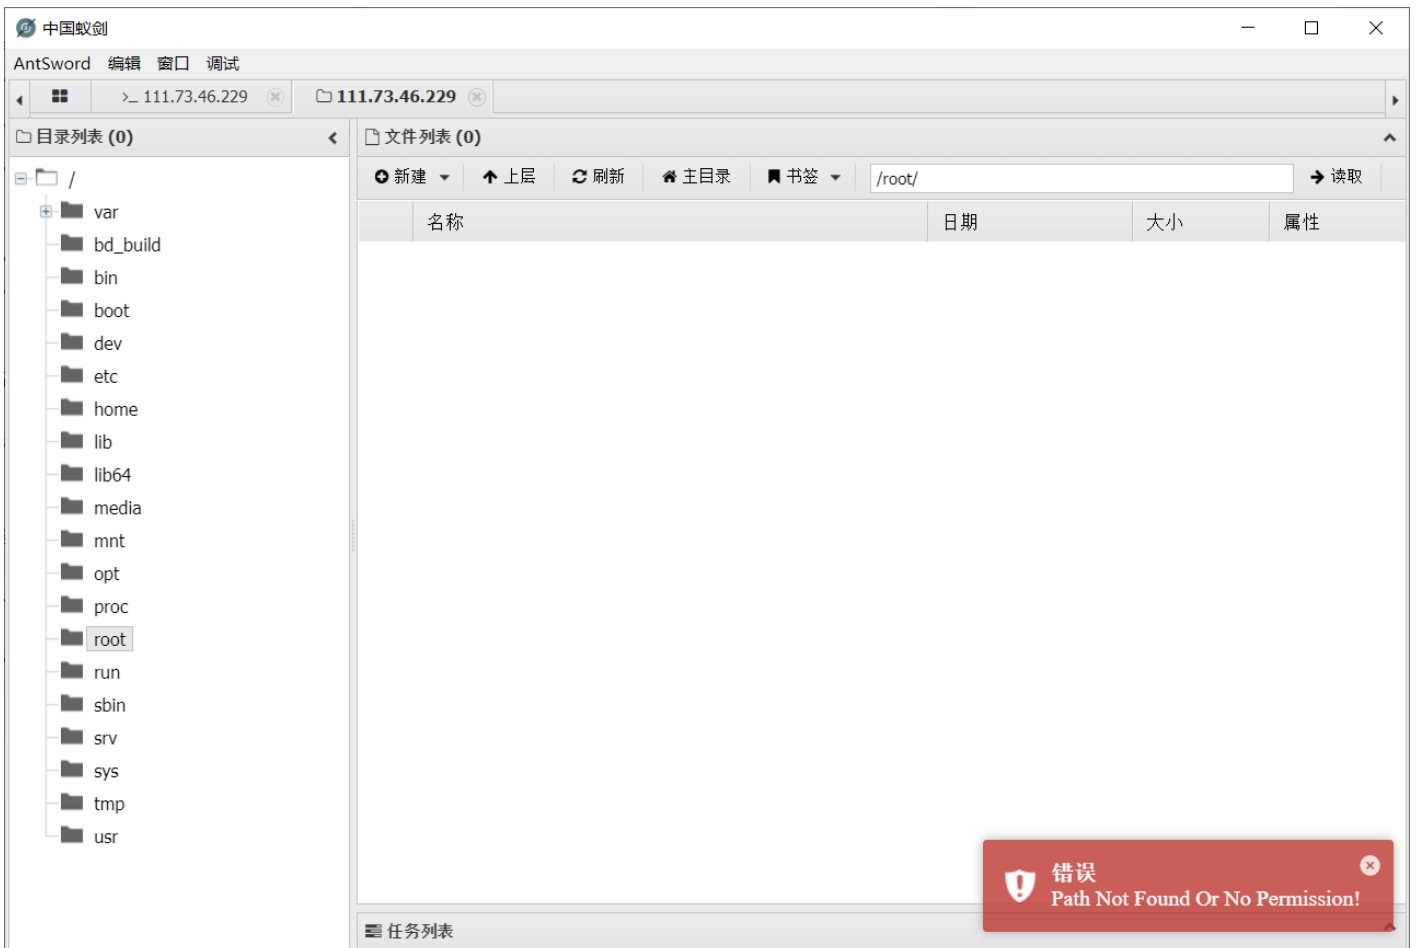 中国蚁剑
AntSword 编辑 窗口 调试
>_ 111.73.46.229 111.73.46.229
目录列表 (0)
文件列表 (0)
新建 上层 刷新 主目录 书签 /root/ 读取
名称 日期 大小 属性
/
var
bd_build
bin
boot
dev
etc
home
lib
lib64
media
mnt
opt
proc
root
run
sbin
srv
sys
tmp
usr
错误
Path Not Found Or No Permission!
任务列表